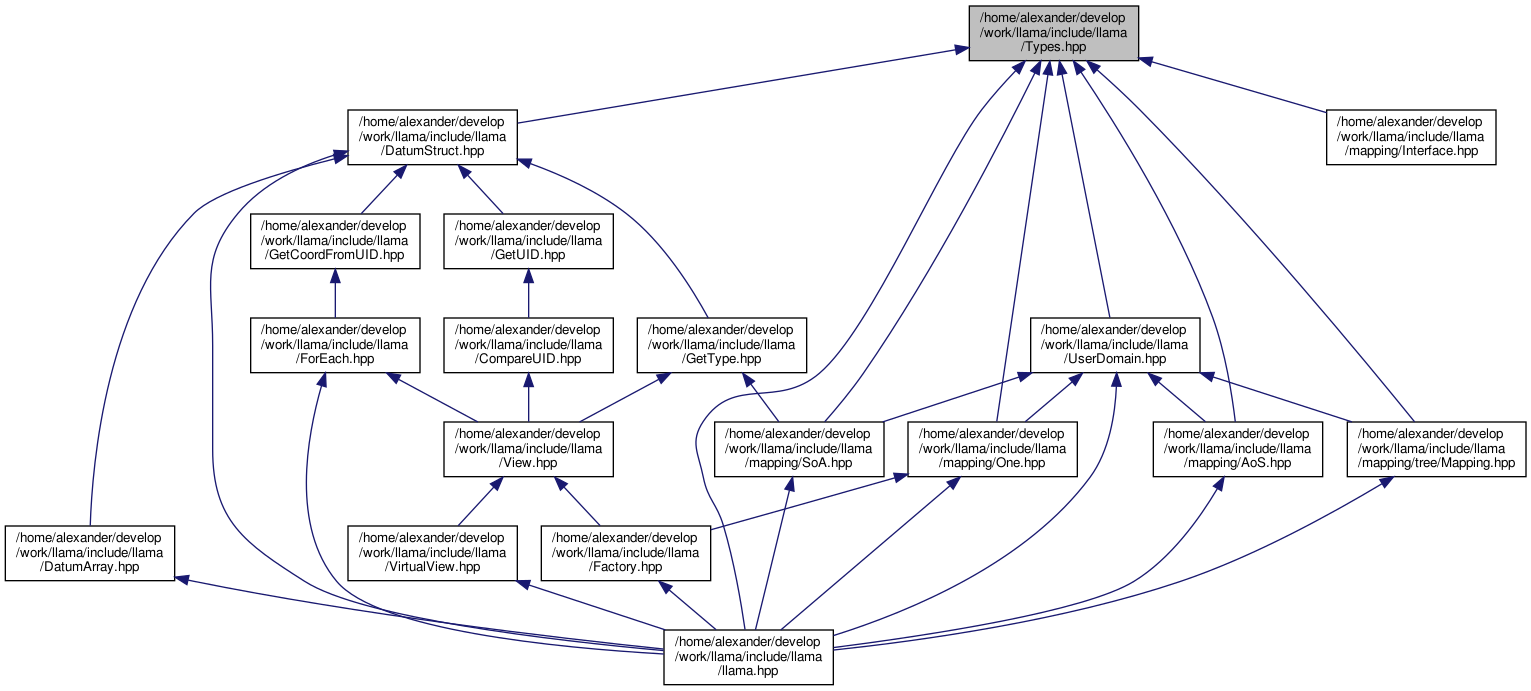 /home/alexander/develop
/work/llama/include/llama
/Types.hpp
/home/alexander/develop
/work/llama/include/llama
/DatumStruct.hpp
/home/alexander/develop
/work/llama/include/llama
/mapping/Interface.hpp
/home/alexander/develop
/work/llama/include/llama
/GetCoordFromUID.hpp
/home/alexander/develop
/work/llama/include/llama
/GetUID.hpp
/home/alexander/develop
/work/llama/include/llama
/ForEach.hpp
/home/alexander/develop
/work/llama/include/llama
/CompareUID.hpp
/home/alexander/develop
/work/llama/include/llama
/GetType.hpp
/home/alexander/develop
/work/llama/include/llama
/UserDomain.hpp
/home/alexander/develop
/work/llama/include/llama
/View.hpp
/home/alexander/develop
/work/llama/include/llama
/mapping/SoA.hpp
/home/alexander/develop
/work/llama/include/llama
/mapping/One.hpp
/home/alexander/develop
/work/llama/include/llama
/mapping/AoS.hpp
/home/alexander/develop
/work/llama/include/llama
/mapping/tree/Mapping.hpp
/home/alexander/develop
/work/llama/include/llama
/DatumArray.hpp
/home/alexander/develop
/work/llama/include/llama
/VirtualView.hpp
/home/alexander/develop
/work/llama/include/llama
/Factory.hpp
/home/alexander/develop
/work/llama/include/llama
/llama.hpp